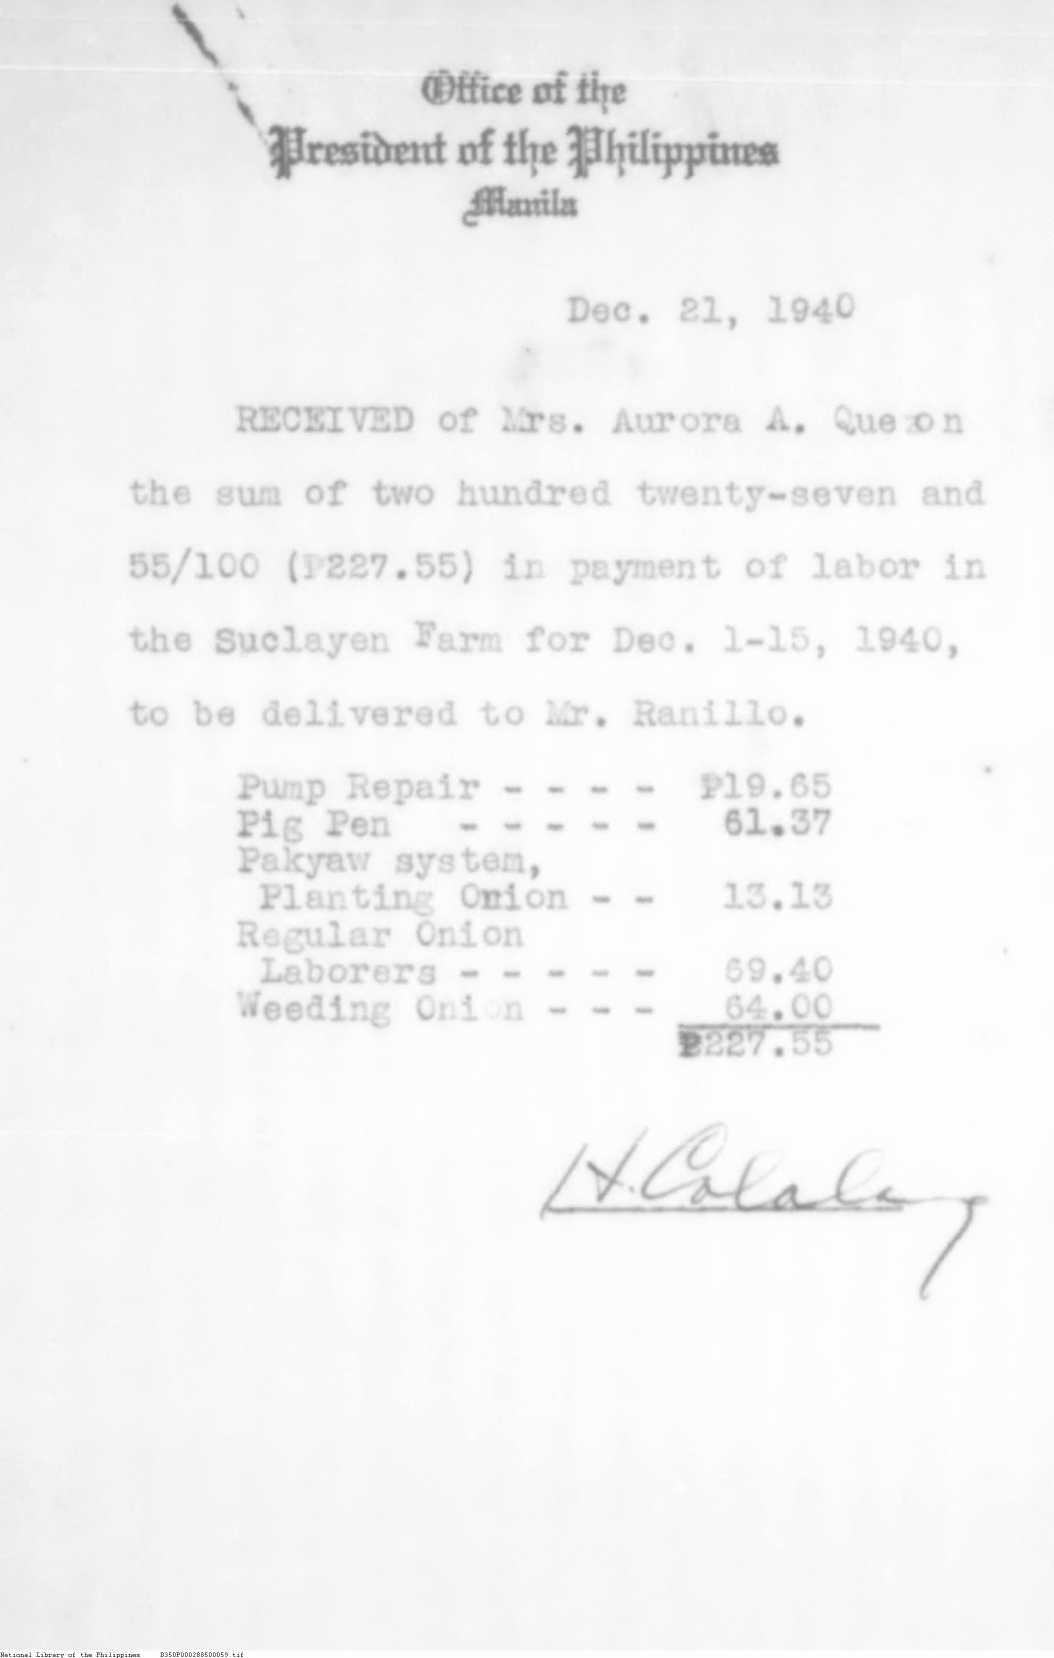 Office of the
President of the Philippines
Manila
Dec. 21, 1940
RECEIVED of Mrs. Aurora A. Quezon
the sum of two hundred twenty-seven and
55/100 (₱227.55) in payment of labor in
the Suclayen Farm for Dec. 1-15, 1940,
to be delivered to Mr. Ranillo.
Pump Repair - - - - ₱19.65
Pig Pen - - - - - 61.37
Pakyaw system,
Planting Onion - - 13.13
Regular Onion
Laborers - - - - - 69.40
Weeding Onion - - - 64.00
₱227.55
H. Colalay
National Library of the Philippines D350P000288500059.tif